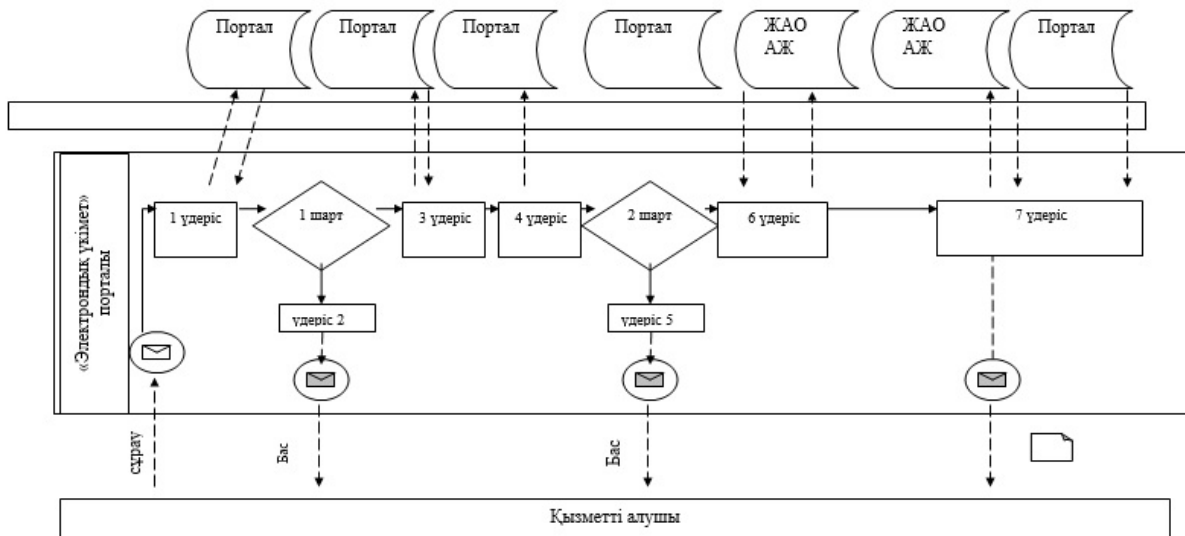 Портал
Портал
Портал
Портал
ЖАО
АЖ
ЖАО
АЖ
Портал
«Электрондық үкімет»
порталы
1 үдеріс
1 шарт
3 үдеріс
4 үдеріс
2 шарт
6 үдеріс
7 үдеріс
үдеріс 2
үдеріс 5
сұрау
Бас
Бас
Қызметті алушы